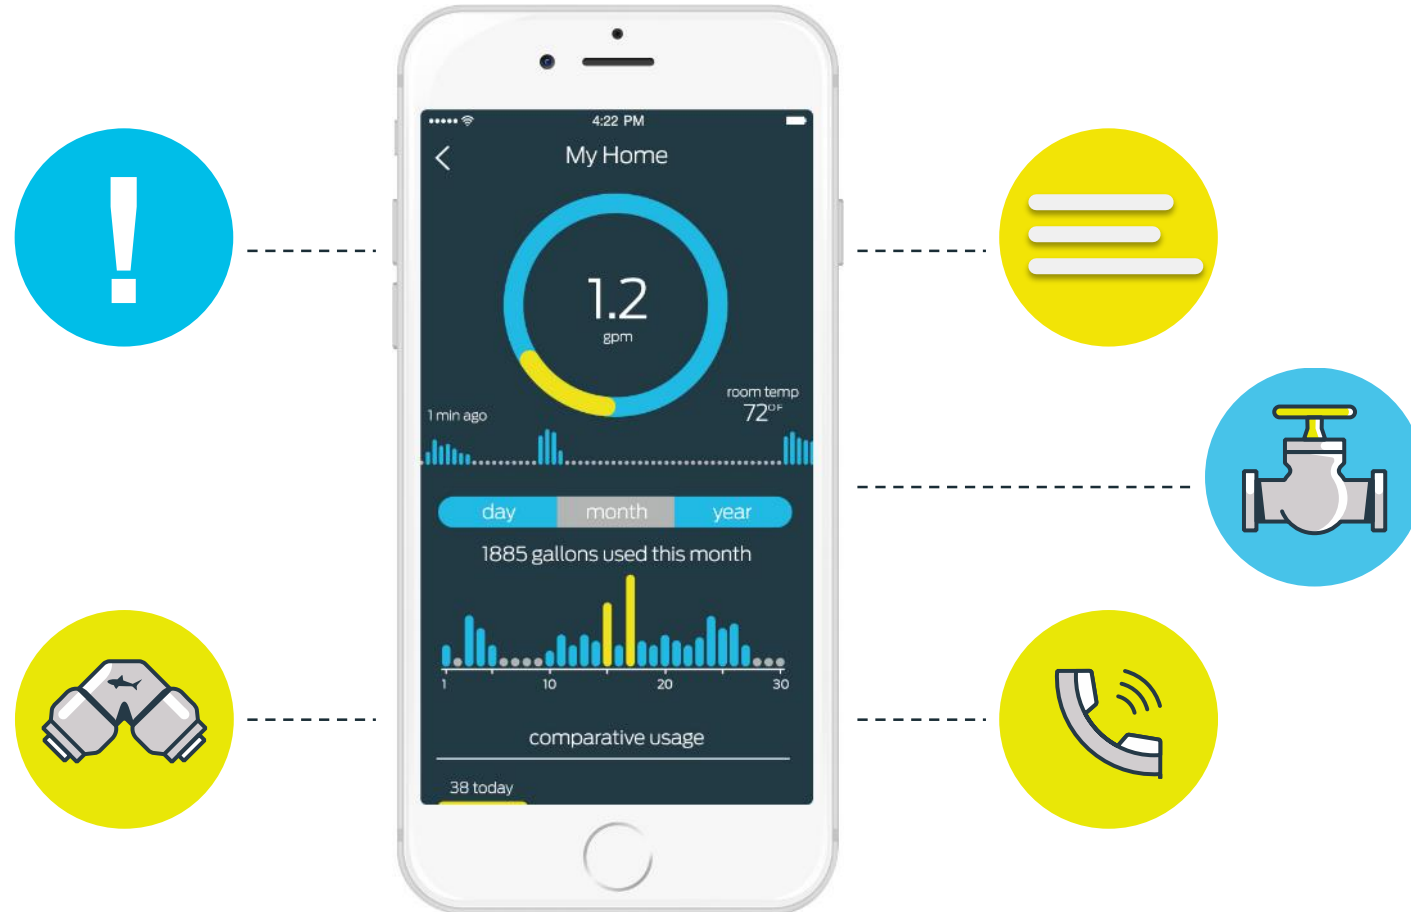 !
4:22 PM
My Home
1.2
gpm
room temp
72°F
1 min ago
day month year
1885 gallons used this month
1 10 20 30
comparative usage
38 today